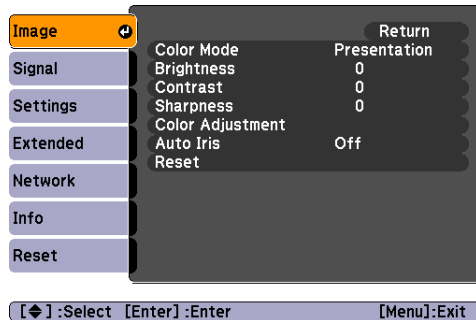 Image
Signal
Settings
Extended
Network
Info
Reset
Return
Color Mode Presentation
Brightness 0
Contrast 0
Sharpness 0
Color Adjustment
Auto Iris Off
Reset
[◆] :Select [Enter] :Enter [Menu]:Exit